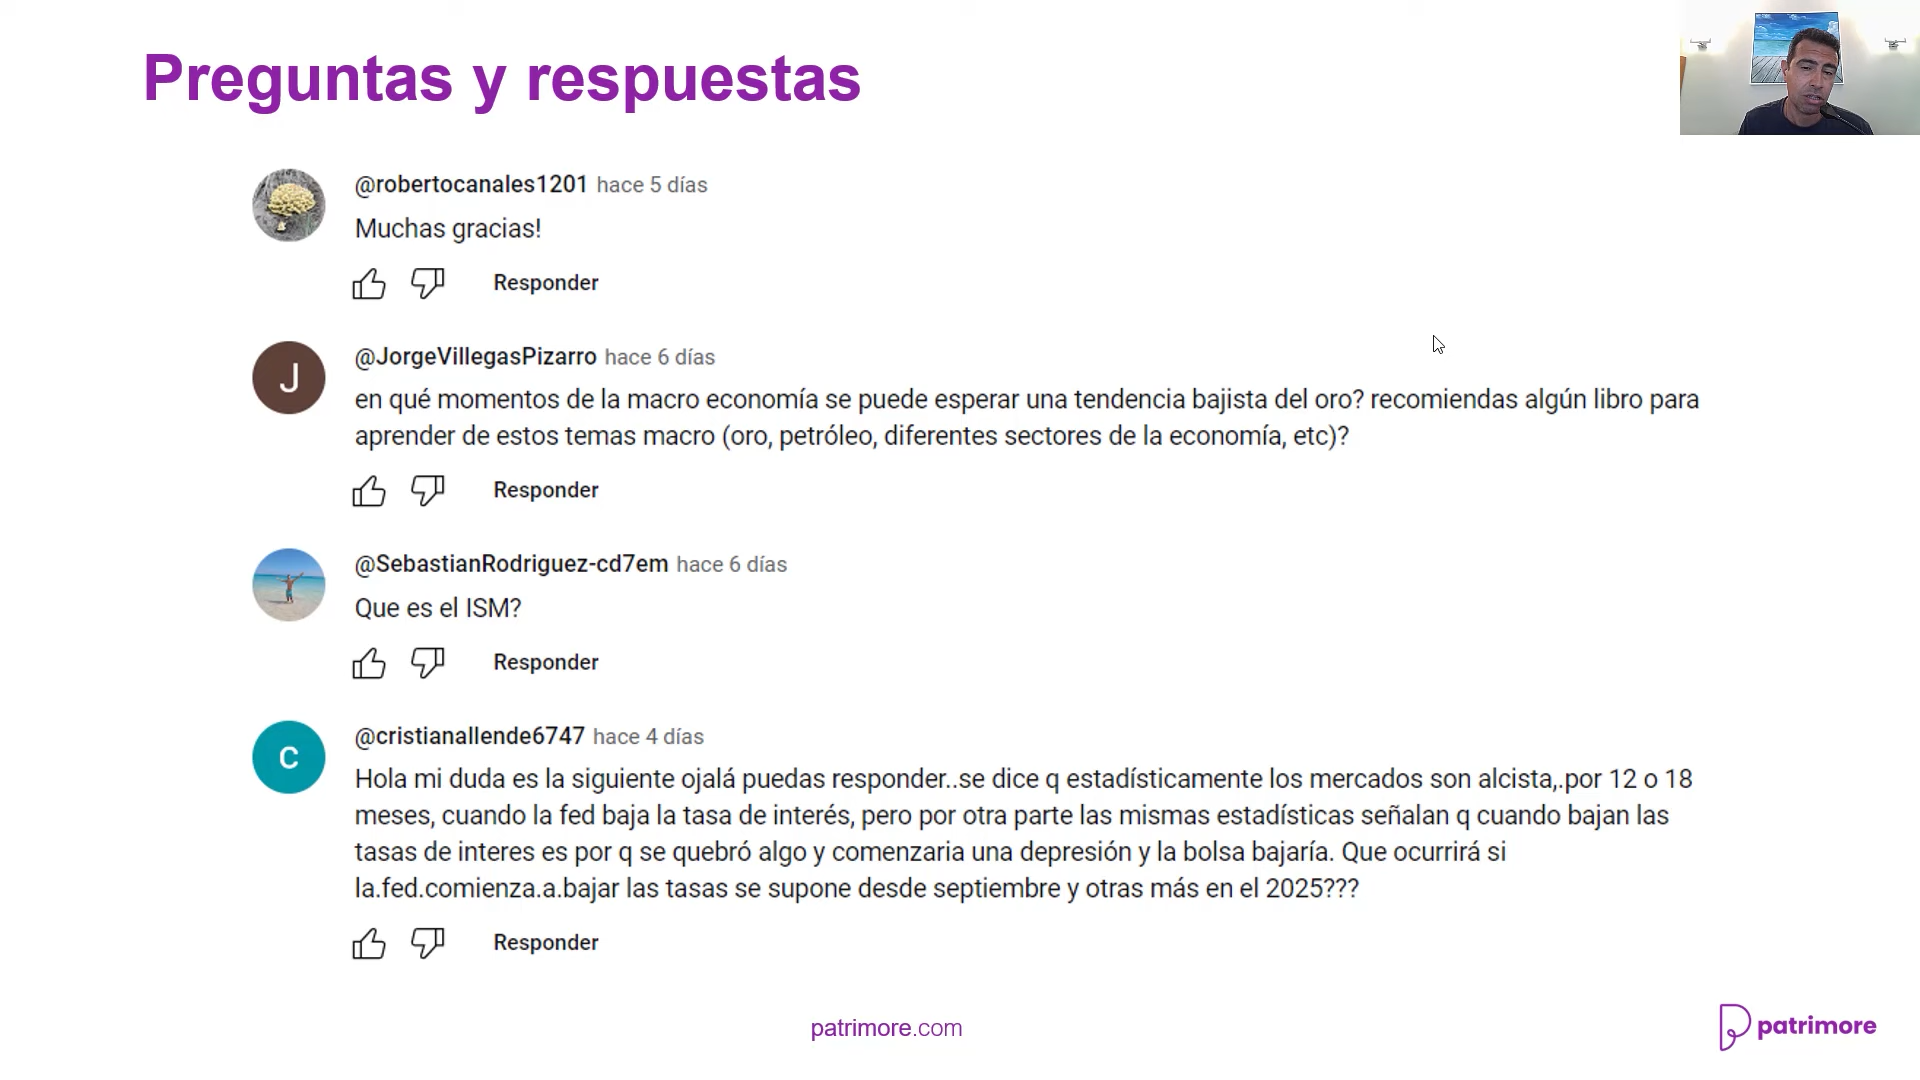 Preguntas y respuestas
@robertocanales1201 hace 5 días
Muchas gracias!
Responder
J
@JorgeVillegasPizarro hace 6 días
en qué momentos de la macro economía se puede esperar una tendencia bajista del oro? recomiendas algún libro para
aprender de estos temas macro (oro, petróleo, diferentes sectores de la economía, etc)?
Responder
@SebastianRodriguez-cd7em hace 6 días
Que es el ISM?
Responder
c
@cristianallende6747 hace 4 días
Hola mi duda es la siguiente ojalá puedas responder..se dice q estadísticamente los mercados son alcista,.por 12 o 18
meses, cuando la fed baja la tasa de interés, pero por otra parte las mismas estadísticas señalan q cuando bajan las
tasas de interes es por q se quebró algo y comenzaria una depresión y la bolsa bajaría. Que ocurrirá si
la.fed.comienza.a.bajar las tasas se supone desde septiembre y otras más en el 2025???
Responder
patrimore.com
patrimore